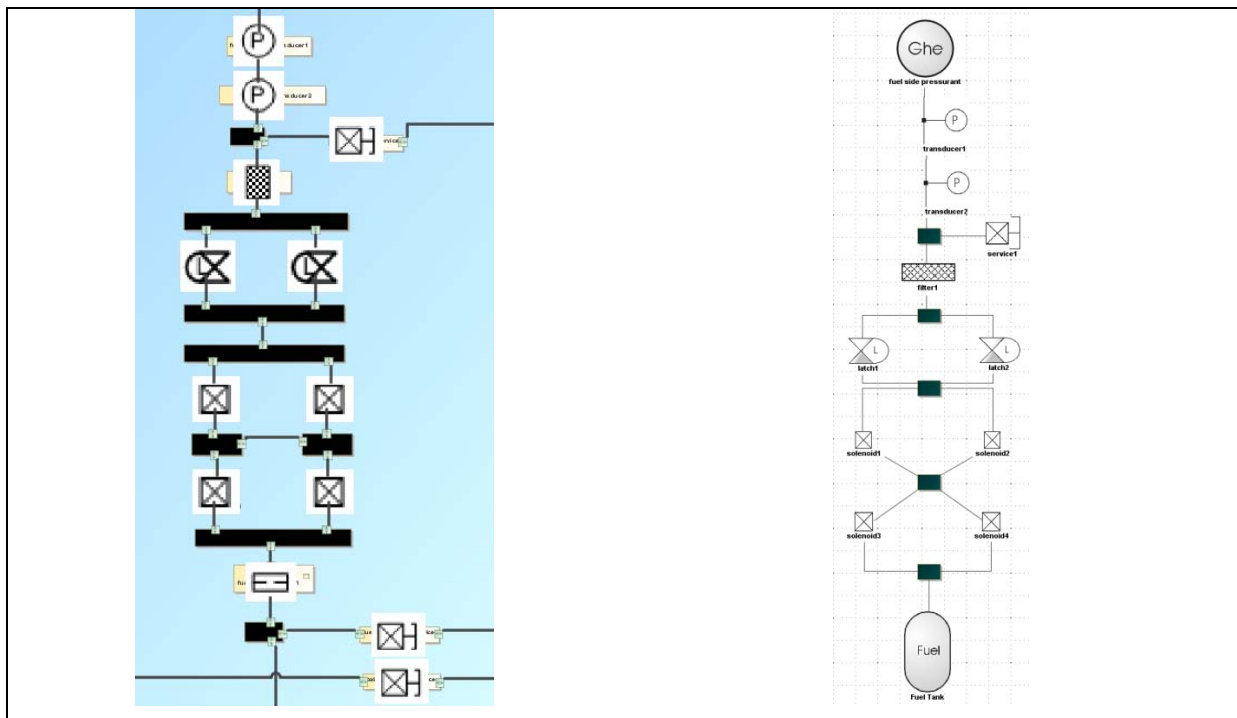 P
P
L
L
Ghe
fuel side pressurant
P
transducer1
P
transducer2
service1
filter1
L
L
latch1
latch2
solenoid1
solenoid2
solenoid3
solenoid4
Fuel
Fuel Tank